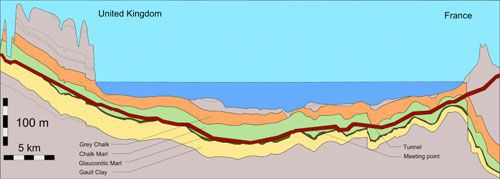 United Kingdom
France
100 m
5 km
Grey Chalk
Chalk Marl
Glauconitic Marl
Gault Clay
Tunnel
Meeting point